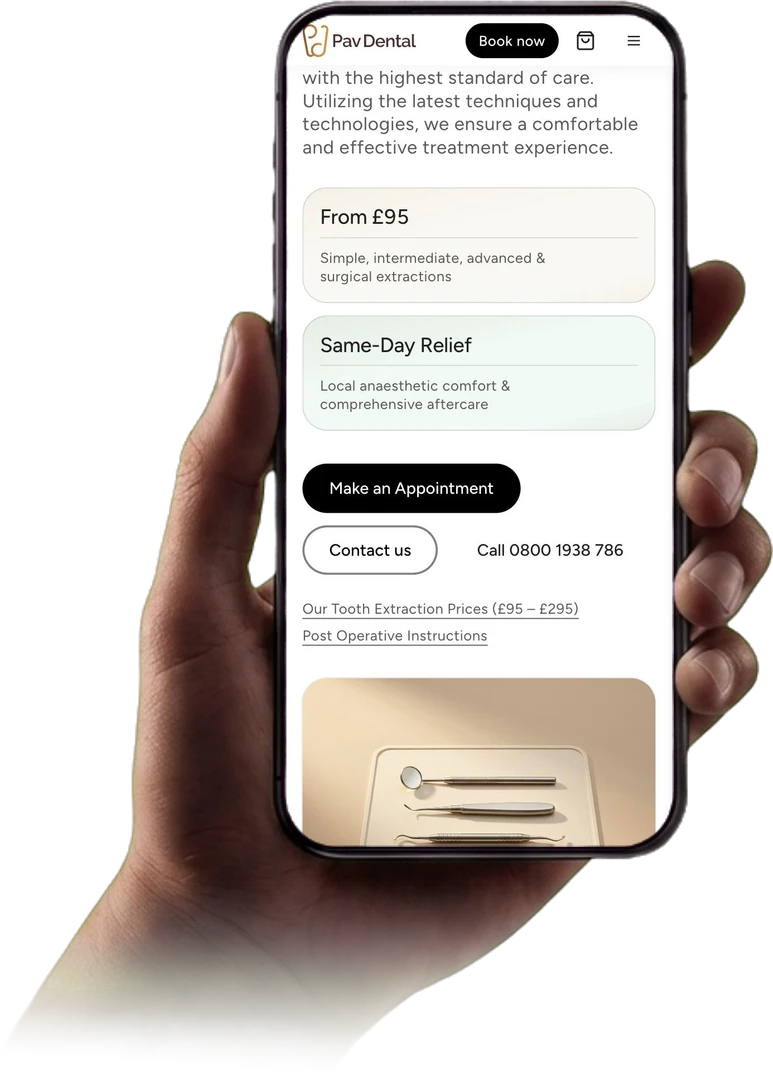 Pav Dental
Book now
with the highest standard of care.
Utilizing the latest techniques and
technologies, we ensure a comfortable
and effective treatment experience.
From £95
Simple, intermediate, advanced &
surgical extractions
Same-Day Relief
Local anaesthetic comfort &
comprehensive aftercare
Make an Appointment
Contact us
Call 0800 1938 786
Our Tooth Extraction Prices (£95 – £295)
Post Operative Instructions